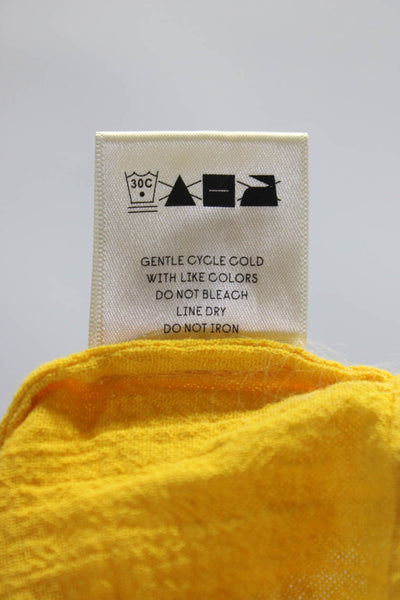 30C
GENTLE CYCLE COLD
WITH LIKE COLORS
DO NOT BLEACH
LINE DRY
DO NOT IRON